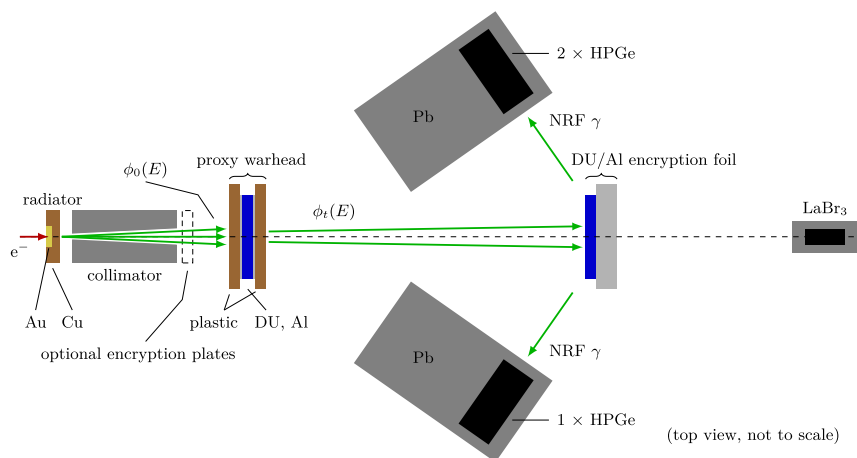 2 × HPGe
Pb
NRF γ
proxy warhead
DU/Al encryption foil
ϕ₀(E)
radiator
ϕₜ(E)
LaBr₃
e⁻
collimator
Au
Cu
plastic
DU, Al
optional encryption plates
NRF γ
Pb
1 × HPGe
(top view, not to scale)